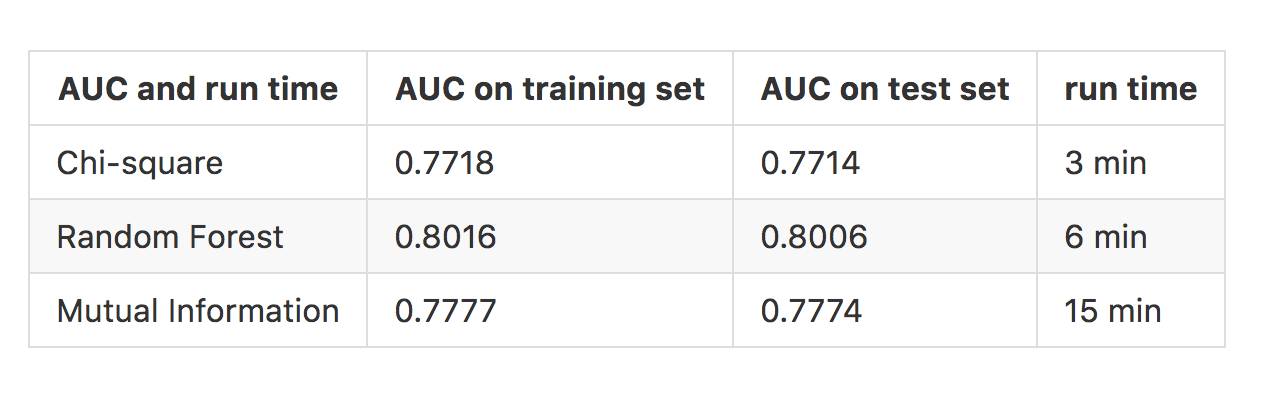 AUC and run time AUC on training set AUC on test set run time
Chi-square 0.7718 0.7714 3 min
Random Forest 0.8016 0.8006 6 min
Mutual Information 0.7777 0.7774 15 min